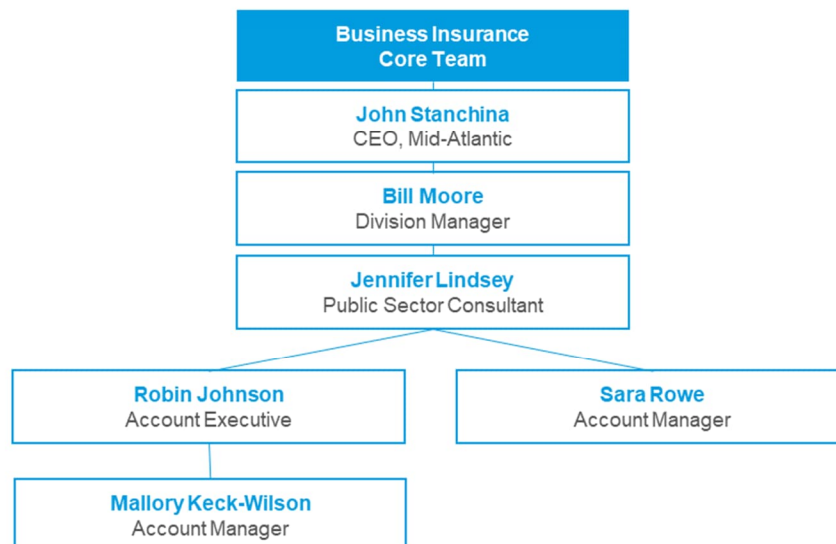 Business Insurance
Core Team
John Stanchina
CEO, Mid-Atlantic
Bill Moore
Division Manager
Jennifer Lindsey
Public Sector Consultant
Robin Johnson
Account Executive
Sara Rowe
Account Manager
Mallory Keck-Wilson
Account Manager